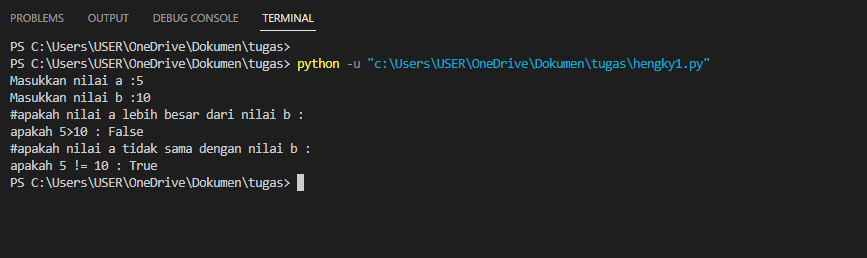 PROBLEMS OUTPUT DEBUG CONSOLE TERMINAL
PS C:\Users\USER\OneDrive\Dokumen\tugas>
PS C:\Users\USER\OneDrive\Dokumen\tugas> python -u "c:\Users\USER\OneDrive\Dokumen\tugas\hengky1.py"
Masukkan nilai a :5
Masukkan nilai b :10
#apakah nilai a lebih besar dari nilai b :
apakah 5>10 : False
#apakah nilai a tidak sama dengan nilai b :
apakah 5 != 10 : True
PS C:\Users\USER\OneDrive\Dokumen\tugas>